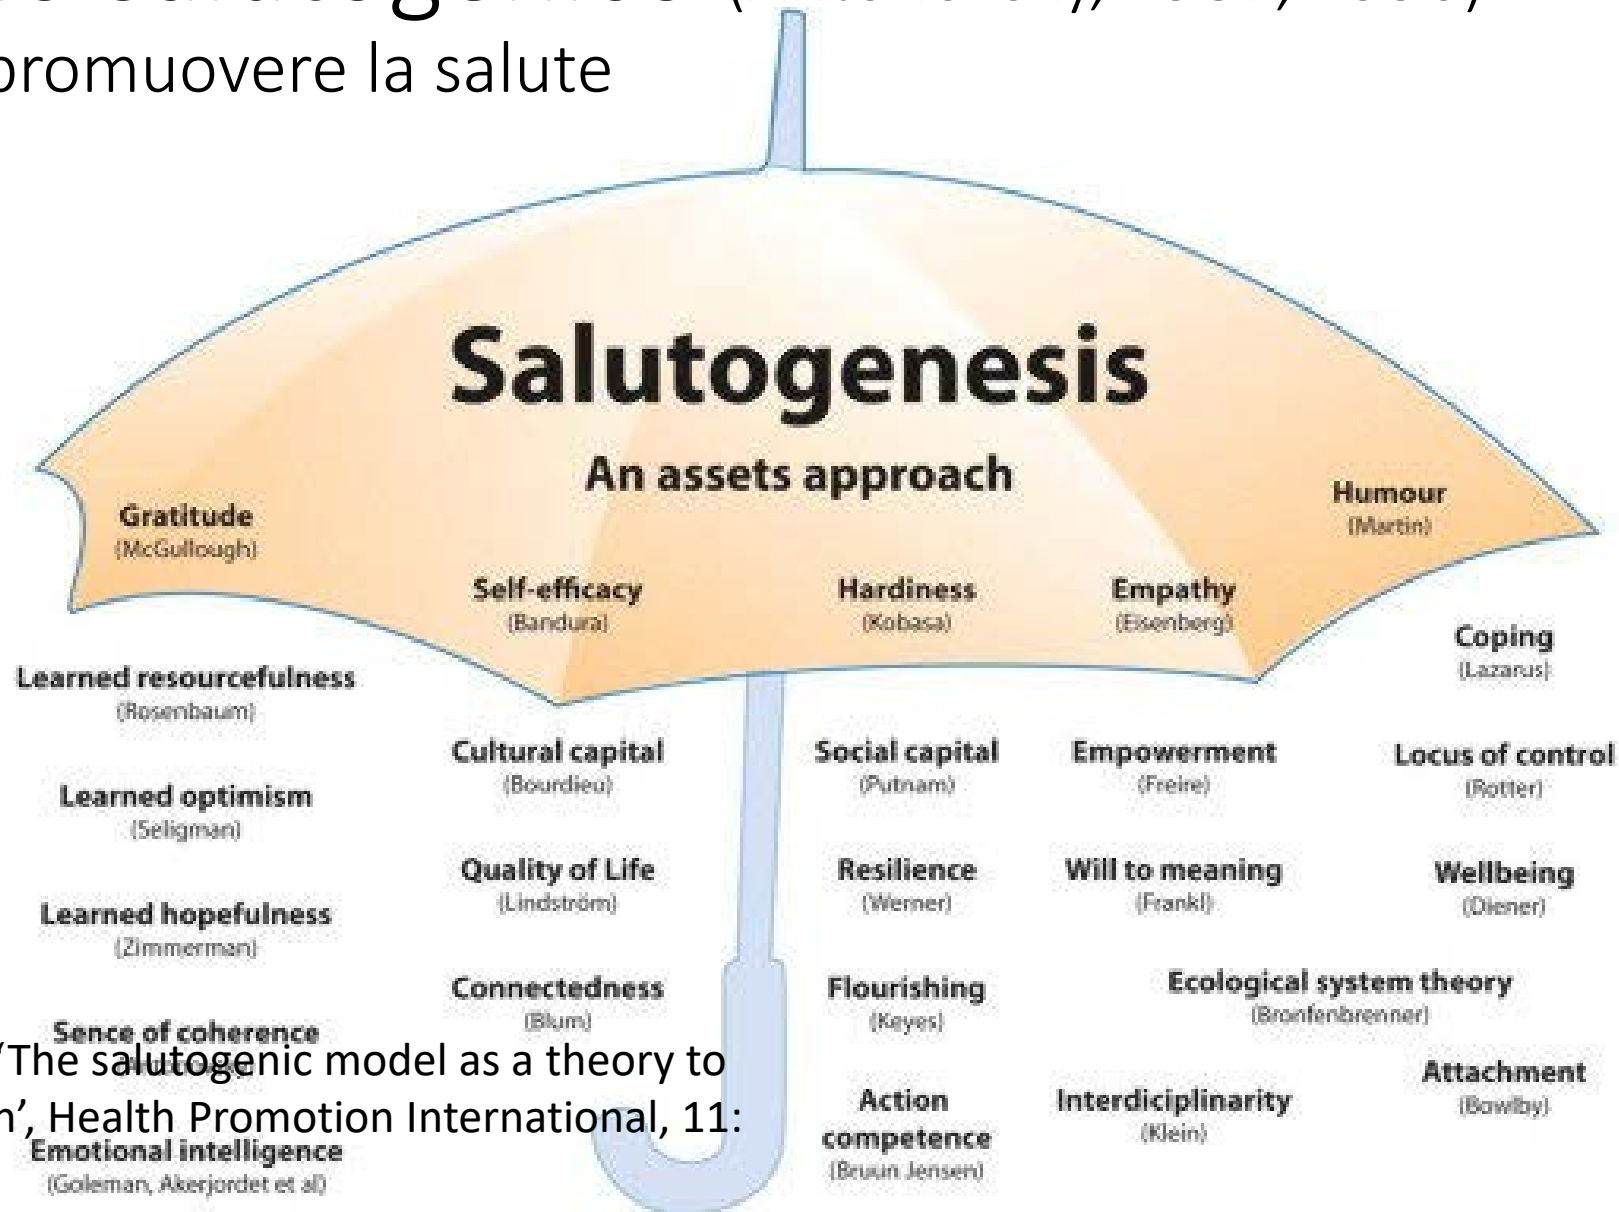 promuovere la salute
Salutogenesis
An assets approach
Gratitude
(McGullough)
Humour
(Martin)
Self-efficacy
(Bandura)
Hardiness
(Kobasa)
Empathy
(Eisenberg)
Coping
(Lazarus)
Learned resourcefulness
(Rosenbaum)
Cultural capital
(Bourdieu)
Social capital
(Putnam)
Empowerment
(Freire)
Locus of control
(Rotter)
Learned optimism
(Seligman)
Quality of Life
(Lindström)
Resilience
(Werner)
Will to meaning
(Frankl)
Wellbeing
(Diener)
Learned hopefulness
(Zimmerman)
Connectedness
(Blum)
Flourishing
(Keyes)
Ecological system theory
(Bronfenbrenner)
Sence of coherence
‘The salutogenic model as a theory to
n’, Health Promotion International, 11:
Attachment
(Bowlby)
Action
competence
(Bruun Jensen)
Interdiciplinarity
(Klein)
Emotional intelligence
(Goleman, Akerjordet et al)